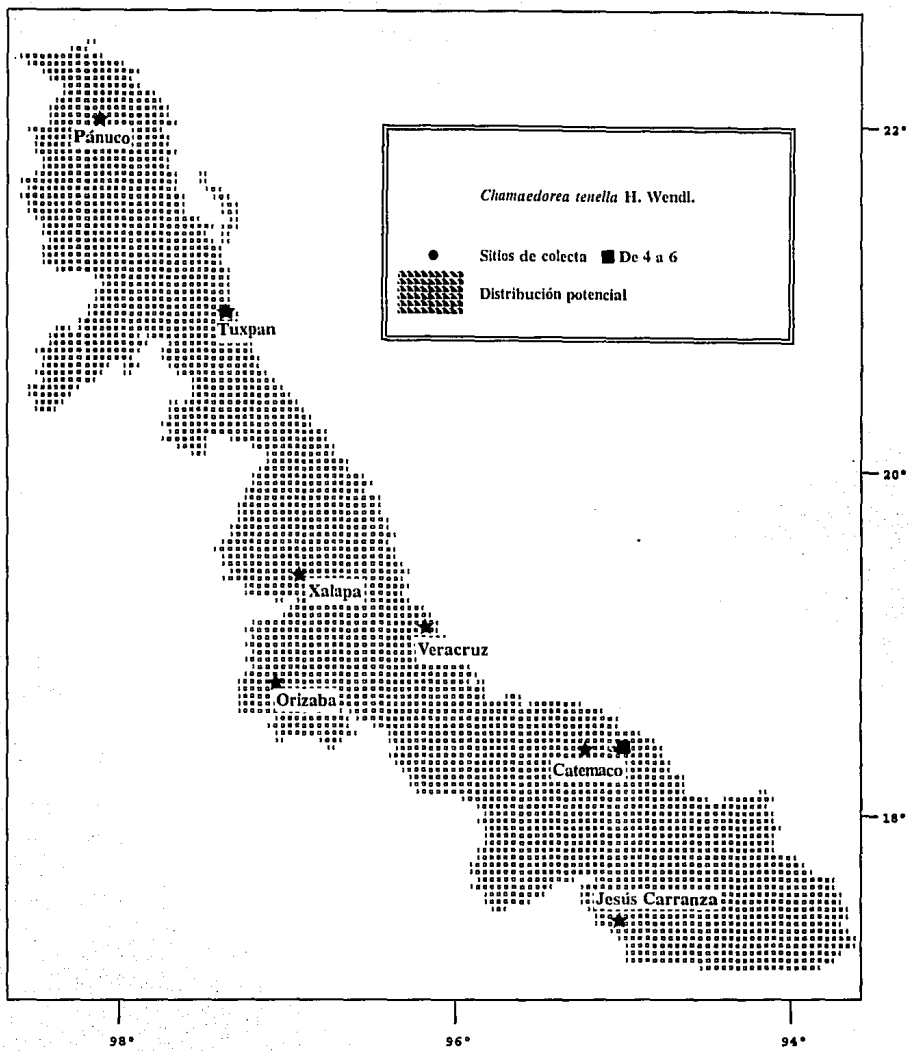 Pánuco
22°
Chamaedorea tenella H. Wendl.
Sitios de colecta De 4 a 6
Distribución potencial
Tuxpan
20°
Xalapa
Veracruz
Orizaba
Catemaco
18°
Jesús Carranza
98°
96°
94°